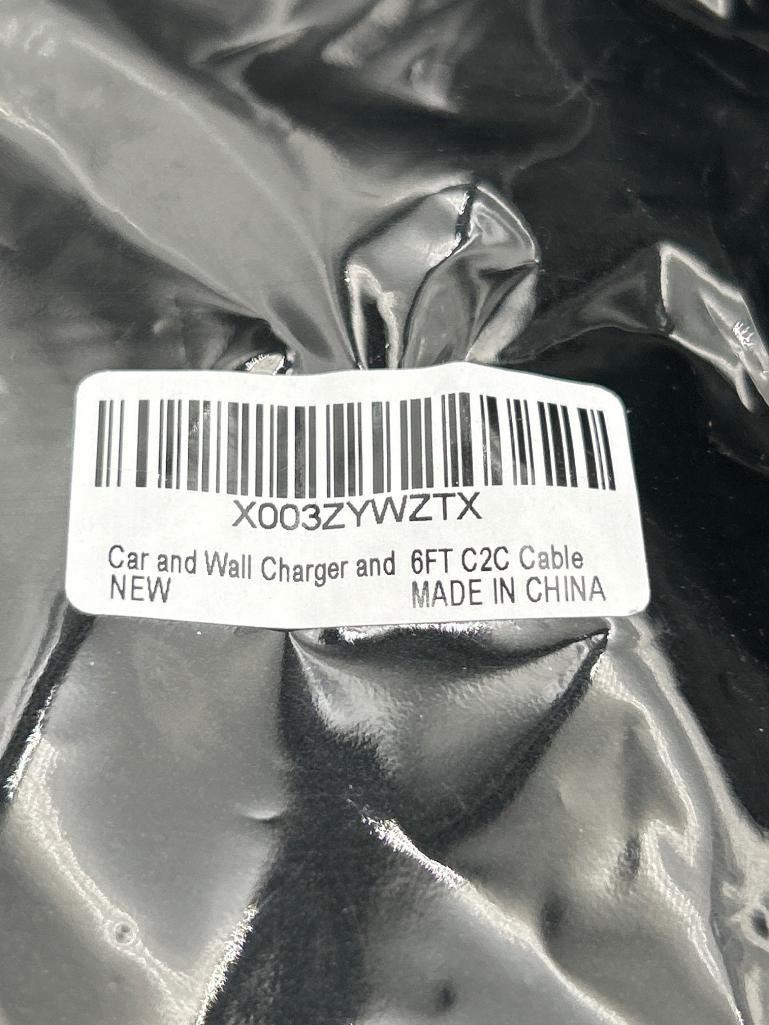 X003ZYWZTX
Car and Wall Charger and 6FT C2C Cable
NEW MADE IN CHINA